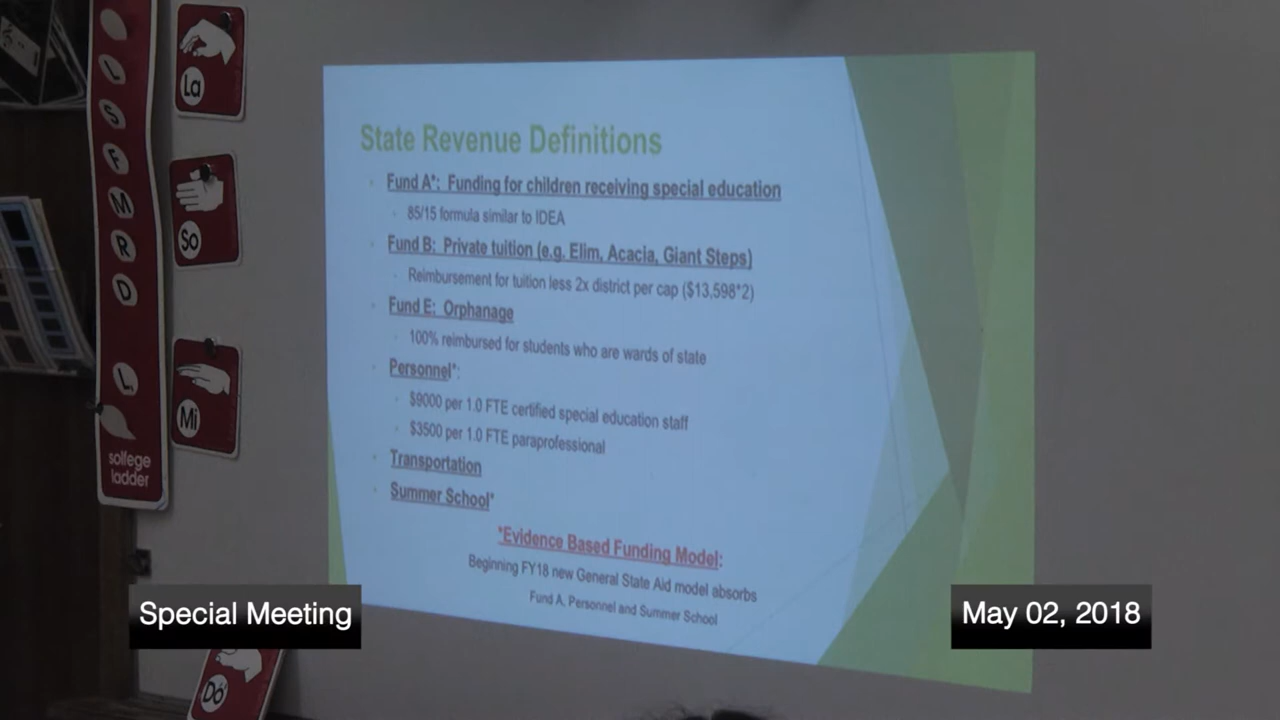 La
L
S
F
M
R
D
L
So
Mi
solfege
ladder
Do
State Revenue Definitions
Fund A*: Funding for children receiving special education
85/15 formula similar to IDEA
Fund B: Private tuition (e.g. Elim, Acacia, Giant Steps)
Reimbursement for tuition less 2x district per cap ($13,598*2)
Fund E: Orphanage
100% reimbursed for students who are wards of state
Personnel*:
$9000 per 1.0 FTE certified special education staff
$3500 per 1.0 FTE paraprofessional
Transportation
Summer School*
*Evidence Based Funding Model:
Beginning FY18 new General State Aid model absorbs
Fund A, Personnel and Summer School
Special Meeting
May 02, 2018